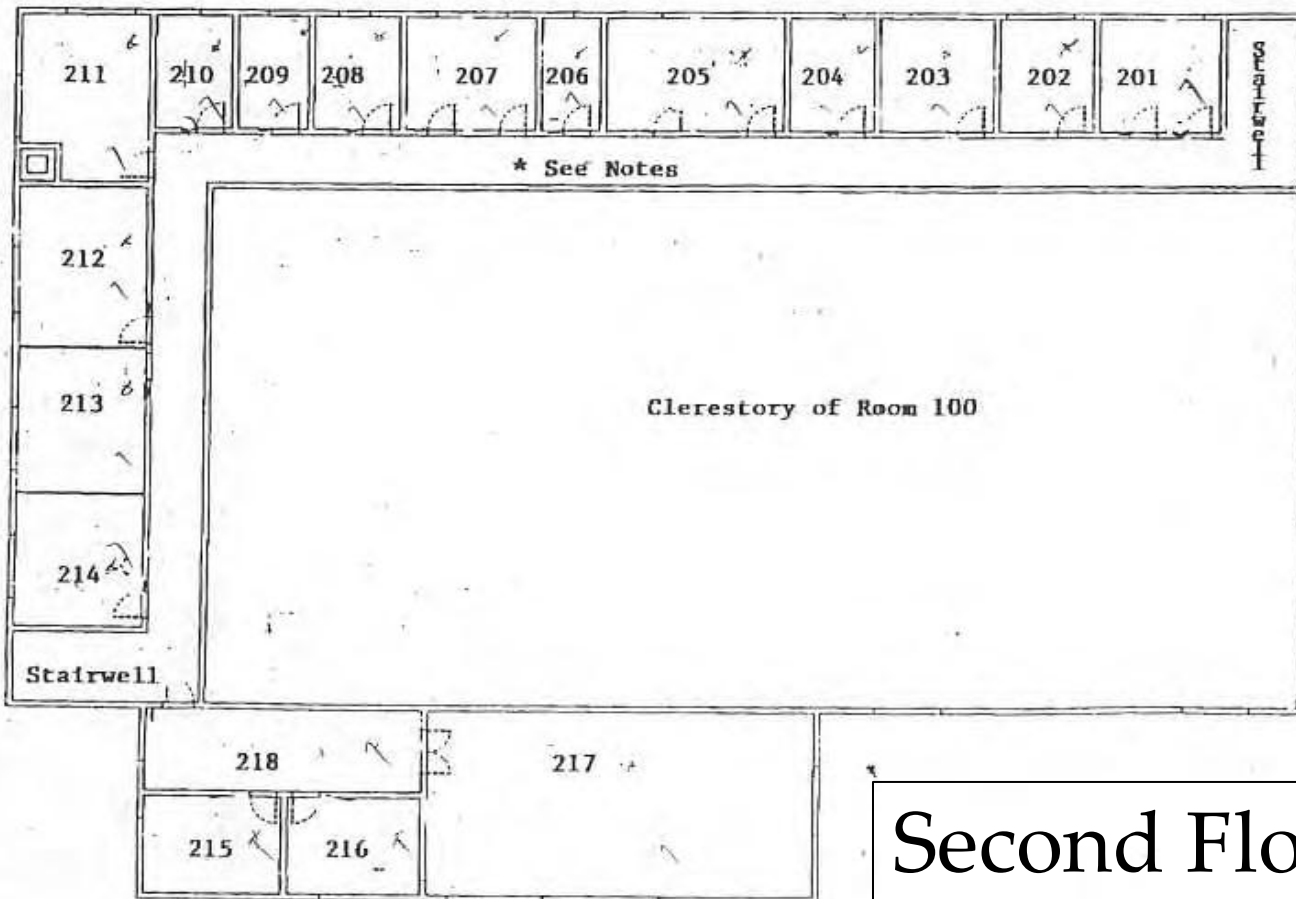 211 210 209 208 207 206 205 204 203 202 201
Stairwell
* See Notes
212
213
Clerestory of Room 100
214
Stairwell
218 217
215 216
Second Flo